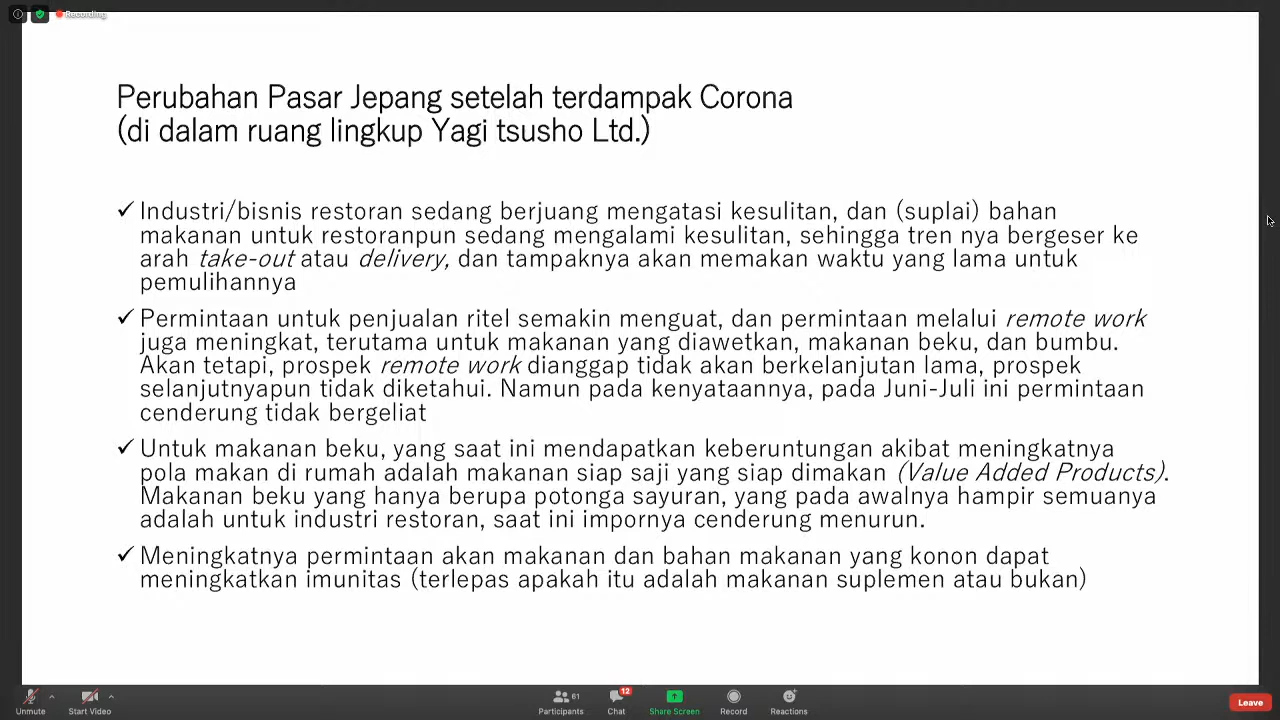 Recording
Perubahan Pasar Jepang setelah terdampak Corona
(di dalam ruang lingkup Yagi tsusho Ltd.)
✓ Industri/bisnis restoran sedang berjuang mengatasi kesulitan, dan (suplai) bahan
makanan untuk restoranpun sedang mengalami kesulitan, sehingga tren nya bergeser ke
arah take-out atau delivery, dan tampaknya akan memakan waktu yang lama untuk
pemulihannya
✓ Permintaan untuk penjualan ritel semakin menguat, dan permintaan melalui remote work
juga meningkat, terutama untuk makanan yang diawetkan, makanan beku, dan bumbu.
Akan tetapi, prospek remote work dianggap tidak akan berkelanjutan lama, prospek
selanjutnyapun tidak diketahui. Namun pada kenyataannya, pada Juni-Juli ini permintaan
cenderung tidak bergeliat
✓ Untuk makanan beku, yang saat ini mendapatkan keberuntungan akibat meningkatnya
pola makan di rumah adalah makanan siap saji yang siap dimakan (Value Added Products).
Makanan beku yang hanya berupa potonga sayuran, yang pada awalnya hampir semuanya
adalah untuk industri restoran, saat ini impornya cenderung menurun.
✓ Meningkatnya permintaan akan makanan dan bahan makanan yang konon dapat
meningkatkan imunitas (terlepas apakah itu adalah makanan suplemen atau bukan)
Unmute Start Video Participants 61 Chat 12 Share Screen Record Reactions Leave